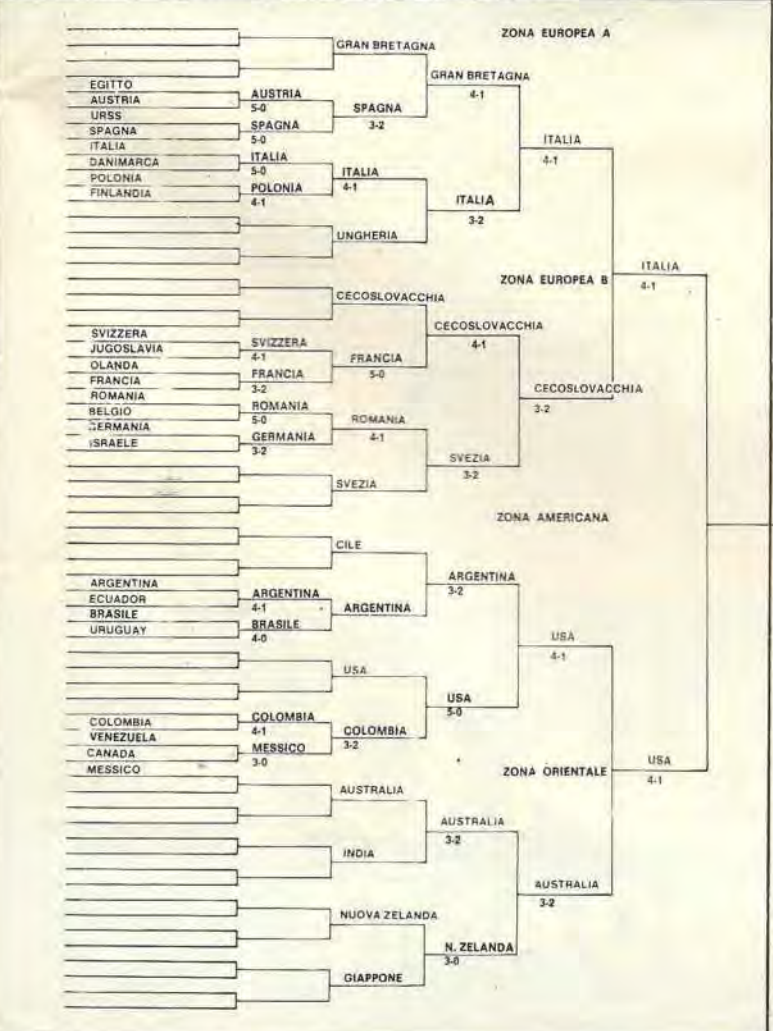 ZONA EUROPEA A
GRAN BRETAGNA
GRAN BRETAGNA
4-1
EGITTO
AUSTRIA
AUSTRIA
5-0
SPAGNA
3-2
URSS
SPAGNA
SPAGNA
5-0
ITALIA
4-1
ITALIA
DANIMARCA
ITALIA
5-0
ITALIA
4-1
POLONIA
FINLANDIA
POLONIA
4-1
ITALIA
3-2
UNGHERIA
ITALIA
4-1
ZONA EUROPEA B
CECOSLOVACCHIA
CECOSLOVACCHIA
4-1
SVIZZERA
JUGOSLAVIA
SVIZZERA
4-1
FRANCIA
5-0
OLANDA
FRANCIA
FRANCIA
3-2
CECOSLOVACCHIA
3-2
ROMANIA
BELGIO
ROMANIA
5-0
ROMANIA
4-1
GERMANIA
ISRAELE
GERMANIA
3-2
SVEZIA
3-2
SVEZIA
ZONA AMERICANA
CILE
ARGENTINA
3-2
ARGENTINA
ECUADOR
ARGENTINA
4-1
ARGENTINA
BRASILE
URUGUAY
BRASILE
4-0
USA
4-1
USA
USA
5-0
COLOMBIA
VENEZUELA
COLOMBIA
4-1
COLOMBIA
3-2
CANADA
MESSICO
MESSICO
3-0
ZONA ORIENTALE
USA
4-1
AUSTRALIA
AUSTRALIA
3-2
INDIA
AUSTRALIA
3-2
NUOVA ZELANDA
N. ZELANDA
3-0
GIAPPONE